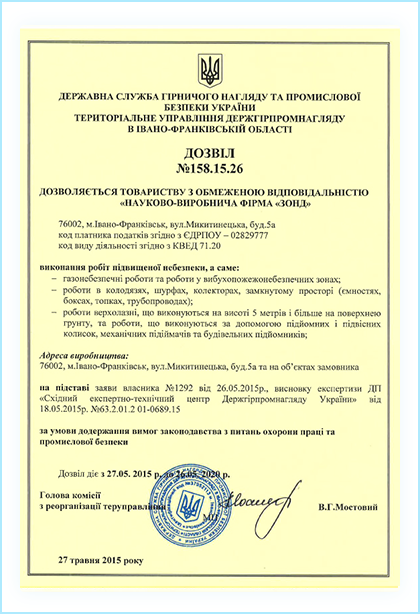 ДЕРЖАВНА СЛУЖБА ГІРНИЧОГО НАГЛЯДУ ТА ПРОМИСЛОВОЇ
БЕЗПЕКИ УКРАЇНИ
ТЕРИТОРІАЛЬНЕ УПРАВЛІННЯ ДЕРЖГІРПРОМНАГЛЯДУ
В ІВАНО-ФРАНКІВСЬКІЙ ОБЛАСТІ
ДОЗВІЛ
№158.15.26
ДОЗВОЛЯЄТЬСЯ ТОВАРИСТВУ З ОБМЕЖЕНОЮ ВІДПОВІДАЛЬНІСТЮ
«НАУКОВО-ВИРОБНИЧА ФІРМА «ЗОНД»
76002, м.Івано-Франківськ, вул.Микитинецька, буд.5а
код платника податків згідно з ЄДРПОУ – 02829777
код виду діяльності згідно з КВЕД 71.20
виконання робіт підвищеної небезпеки, а саме:
– газонебезпечні роботи та роботи у вибухопожежонебезпечних зонах;
– роботи в колодязях, шурфах, колекторах, замкнутому просторі (ємностях,
боксах, топках, трубопроводах);
– роботи верхолазні, що виконуються на висоті 5 метрів і більше на поверхнею
грунту, та роботи, що виконуються за допомогою підйомних і підвісних
колисок, механічних підіймачів та будівельних підйомників;
Адреса виробництва:
76002, м.Івано-Франківськ, вул.Микитинецька, буд.5а та на об’єктах замовника
на підставі заяви власника №1292 від 26.05.2015р., висновку експертизи ДП
«Східний експертно-технічний центр Держгірпромнагляду України» від
18.05.2015р. №63.2.01.2 01-0689.15
за умови додержання вимог законодавства з питань охорони праці та
промислової безпеки
Дозвіл діє з 27.05. 2015 р. до 26.05. 2020 р.
Голова комісії
з реорганізації теруправління
МП
В.Г.Мостовий
27 травня 2015 року